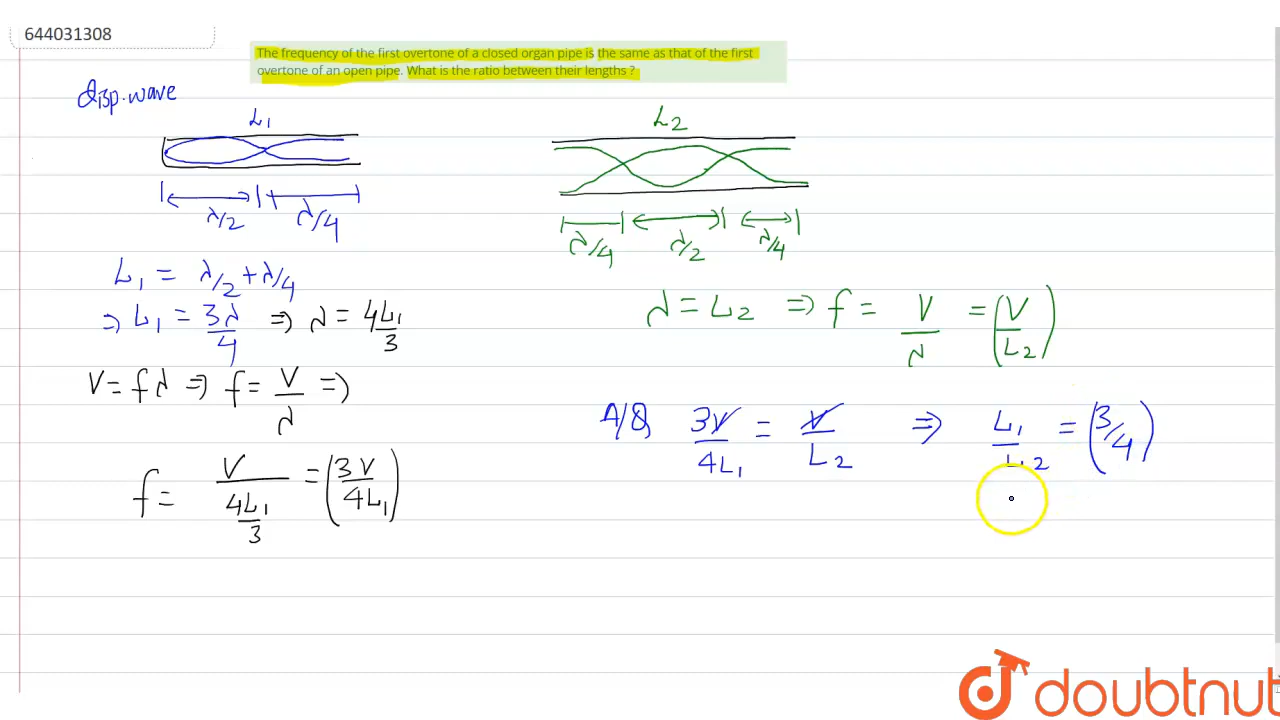 644031308
The frequency of the first overtone of a closed organ pipe is the same as that of the first
overtone of an open pipe. What is the ratio between their lengths ?
disp. wave
L₁
λ/2 λ/4
L₁ = λ/2 + λ/4
⇒ L₁ = 3λ/4 ⇒ λ = 4L₁/3
V = fλ ⇒ f = V/λ ⇒
f = V/(4L₁/3) = (3V/4L₁)
L₂
λ/4 λ/2 λ/4
λ = L₂ ⇒ f = V/λ = (V/L₂)
A/Q 3V/4L₁ = V/L₂ ⇒ L₁/L₂ = (3/4)
doubtnut